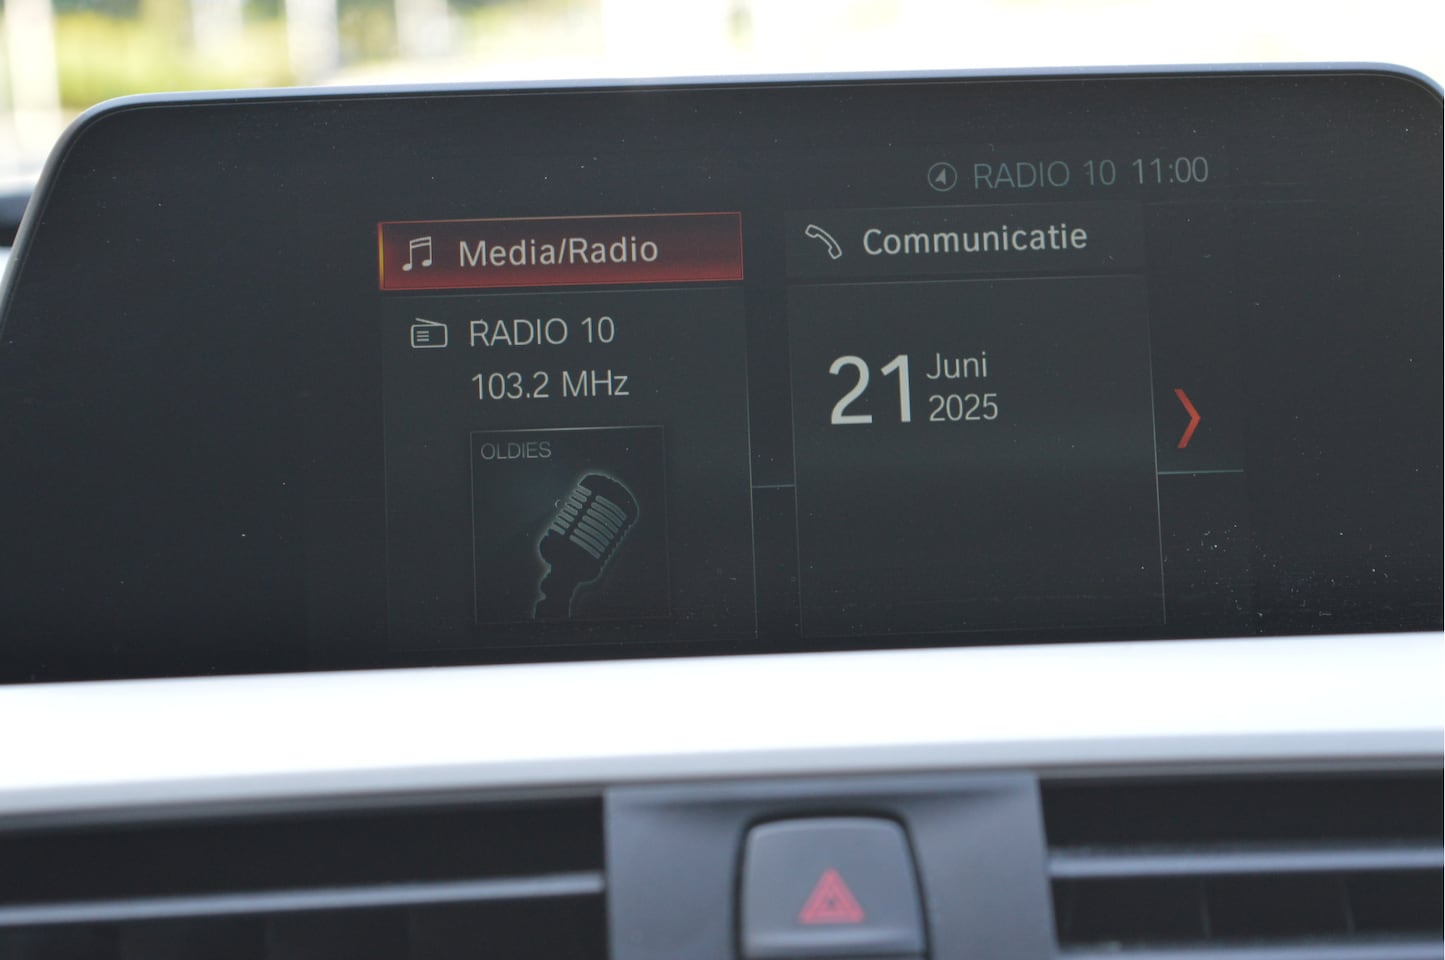 RADIO 10 11:00
Media/Radio
RADIO 10
103.2 MHz
OLDIES
Communicatie
21 Juni
2025